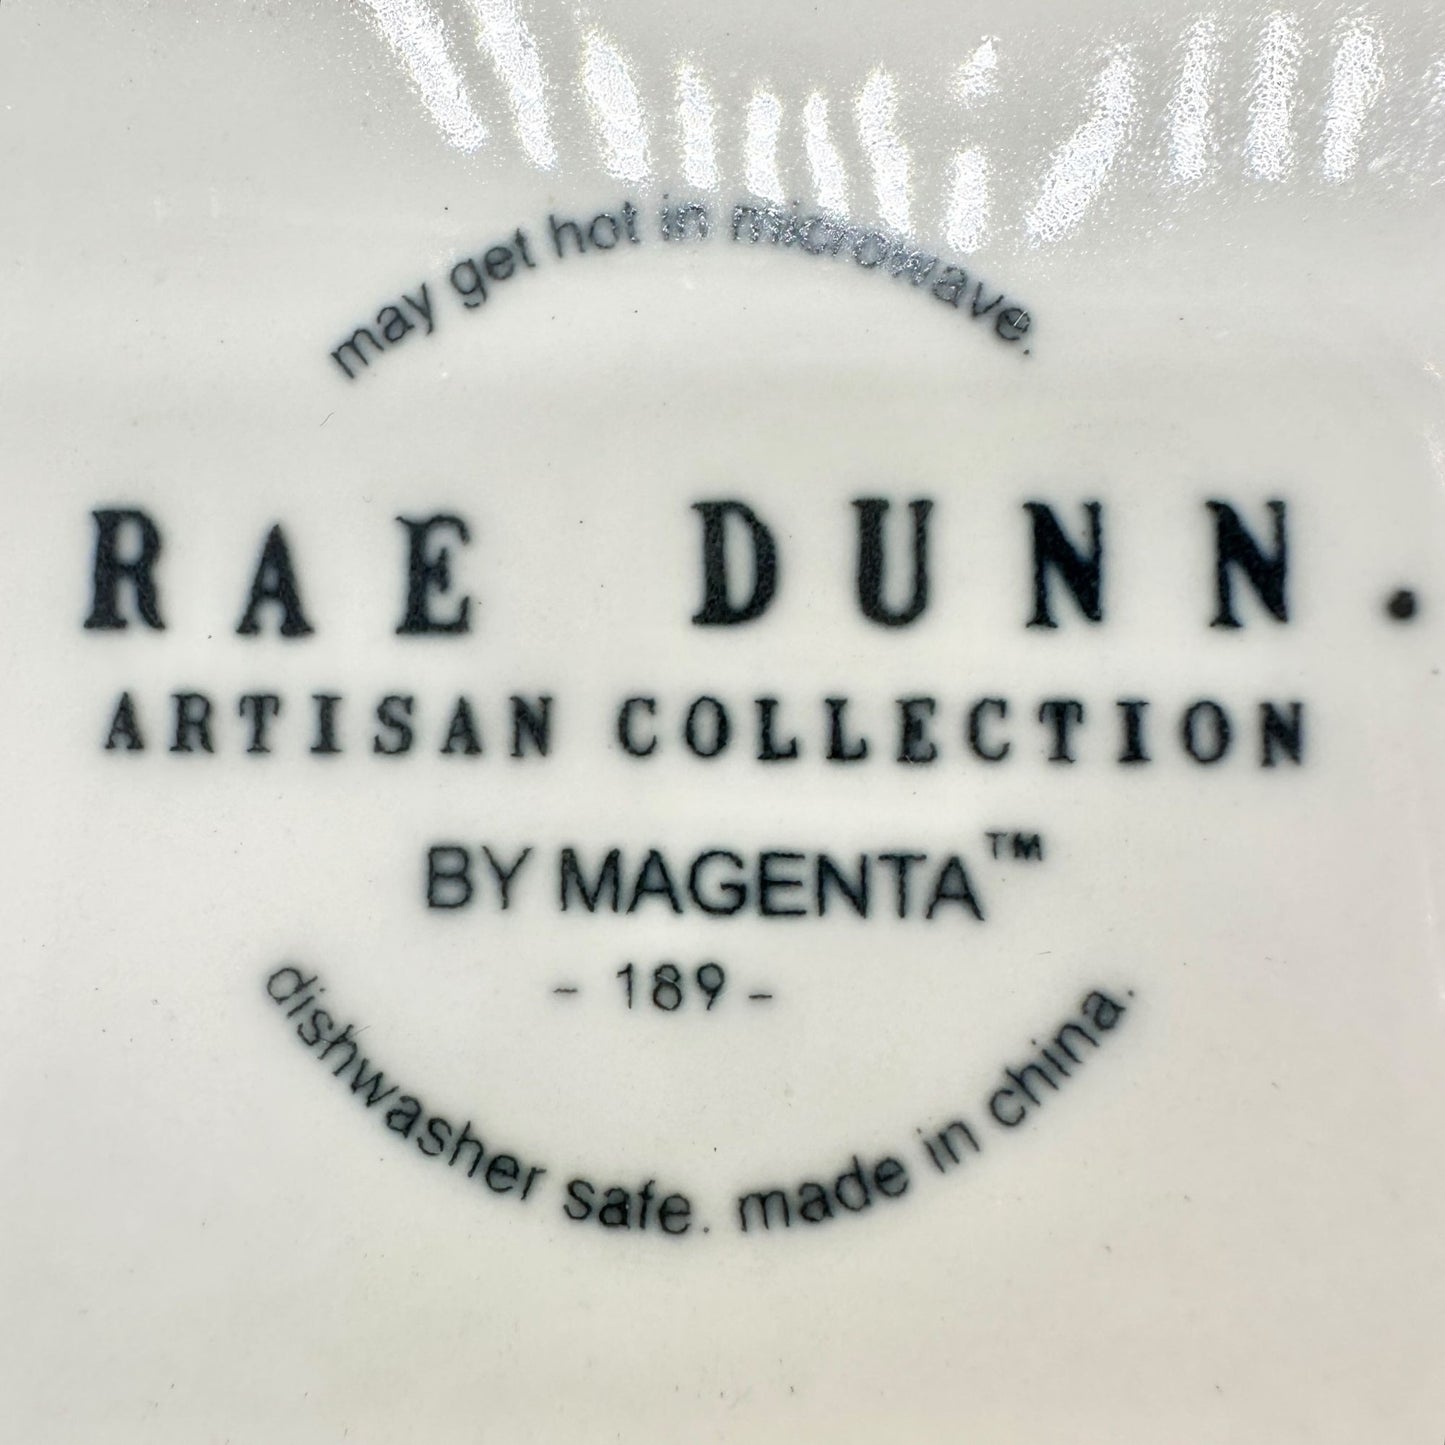 may get hot in microwave.
RAE DUNN.
ARTISAN COLLECTION
BY MAGENTA™
- 189 -
dishwasher safe. made in china.